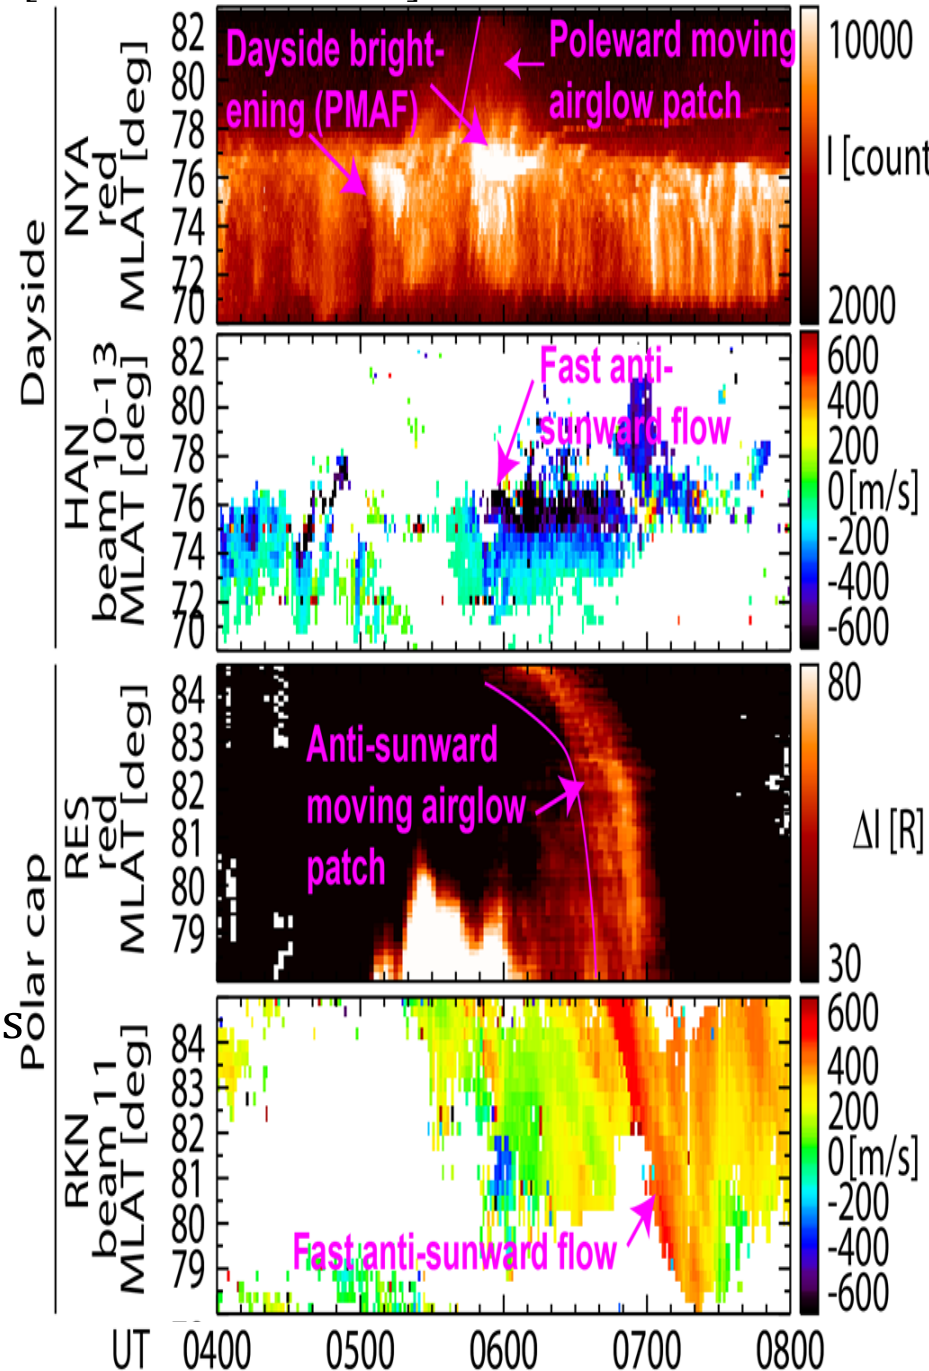 Dayside
NYA
red
MLAT [deg]
82
80
78
76
74
72
70
Dayside bright-
ening (PMAF)
Poleward moving
airglow patch
10000
I [count
2000
HAN
beam 10-13
MLAT [deg]
82
80
78
76
74
72
70
Fast anti-
sunward flow
600
400
200
0[m/s]
-200
-400
-600
Polar cap
RES
red
MLAT [deg]
84
83
82
81
80
79
Anti-sunward
moving airglow
patch
80
ΔI [R]
30
s
RKN
beam 11
MLAT [deg]
84
83
82
81
80
79
Fast anti-sunward flow
600
400
200
0[m/s]
-200
-400
-600
UT 0400 0500 0600 0700 0800